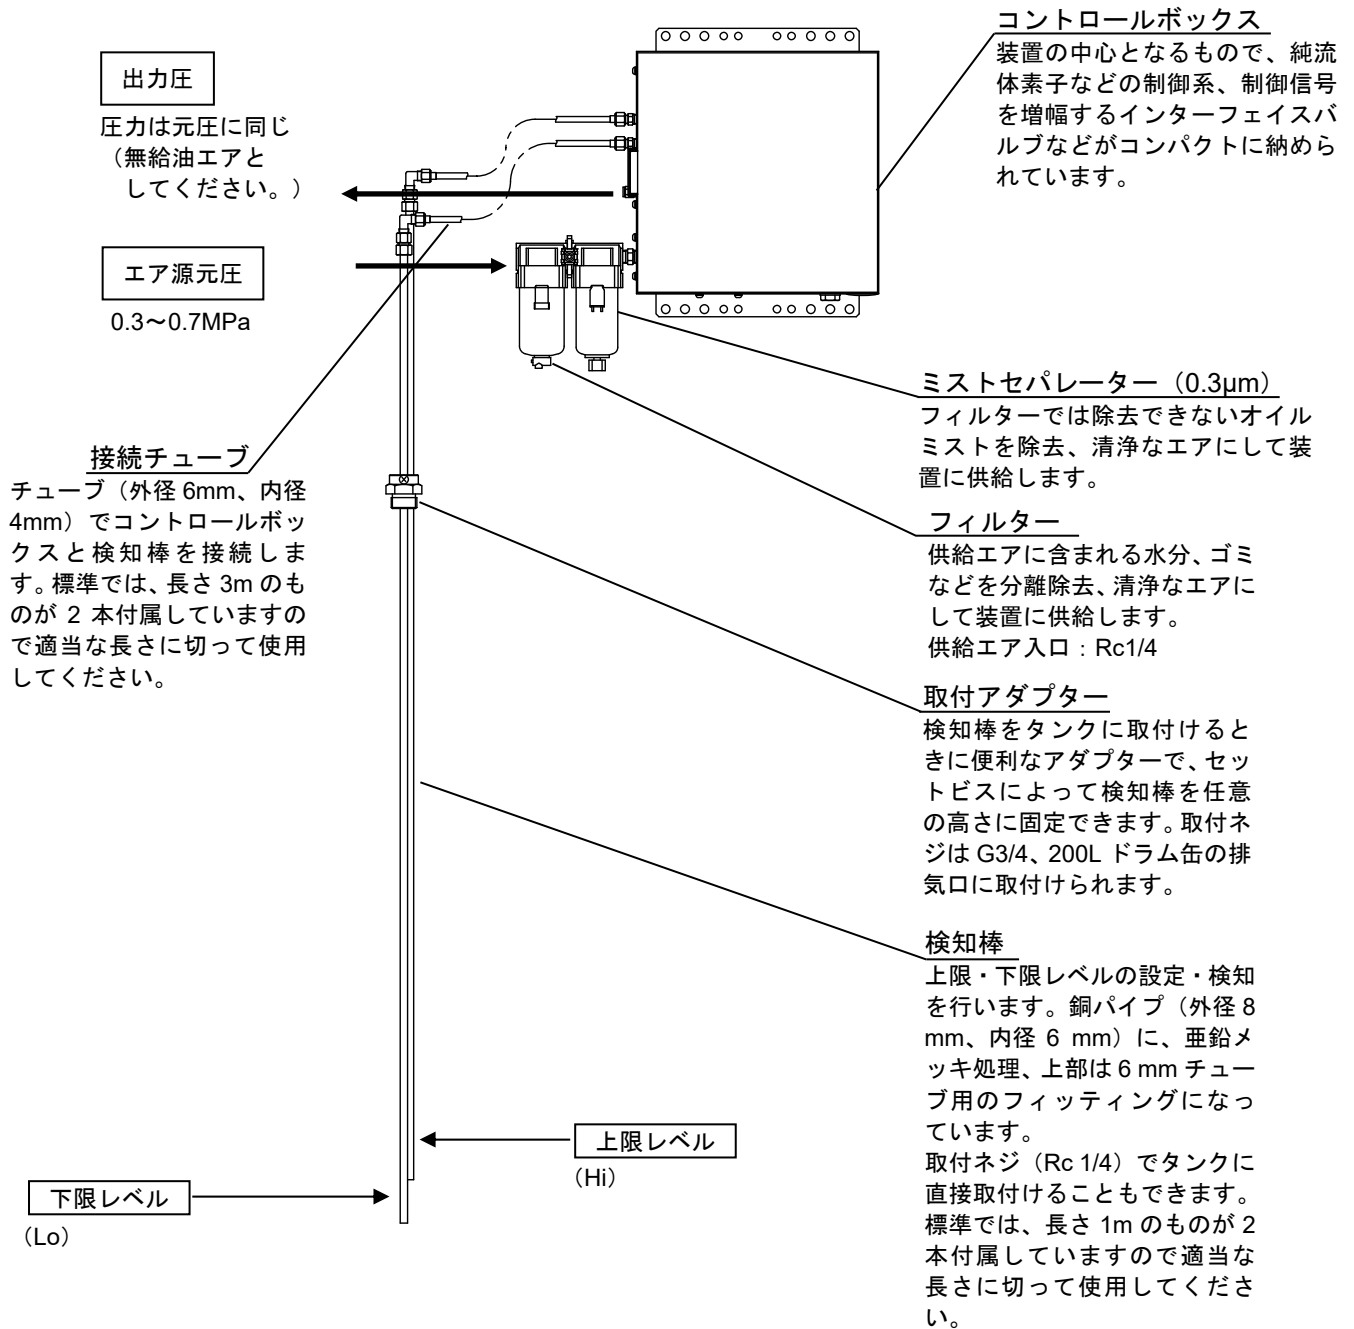 コントロールボックス
装置の中心となるもので、純流
体素子などの制御系、制御信号
を増幅するインターフェイスバ
ルブなどがコンパクトに納めら
れています。
出力圧
圧力は元圧に同じ
（無給油エアと
してください。）
エア源元圧
0.3～0.7MPa
ミストセパレーター（0.3μm）
フィルターでは除去できないオイル
ミストを除去、清浄なエアにして装
置に供給します。
接続チューブ
チューブ（外径 6mm、内径
4mm）でコントロールボッ
クスと検知棒を接続しま
す。標準では、長さ 3m のも
のが 2 本付属していますの
で適当な長さに切って使用
してください。
フィルター
供給エアに含まれる水分、ゴミ
などを分離除去、清浄なエアに
して装置に供給します。
供給エア入口：Rc1/4
取付アダプター
検知棒をタンクに取付けると
きに便利なアダプターで、セッ
トビスによって検知棒を任意
の高さに固定できます。取付ネ
ジは G3/4、200L ドラム缶の排
気口に取付けられます。
検知棒
上限・下限レベルの設定・検知
を行います。銅パイプ（外径 8
mm、内径 6 mm）に、亜鉛メ
ッキ処理、上部は 6 mm チュー
ブ用のフィッティングになっ
ています。
取付ネジ（Rc 1/4）でタンクに
直接取付けることもできます。
標準では、長さ 1m のものが 2
本付属していますので適当な
長さに切って使用してくださ
い。
上限レベル
（Hi）
下限レベル
（Lo）